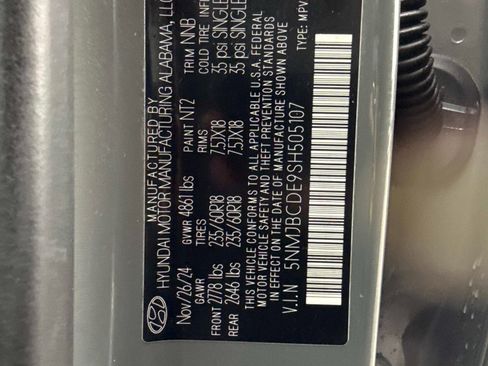 MANUFACTURED BY
HYUNDAI MOTOR MANUFACTURING ALABAMA, LLC
Nov/26/24 GVWR 4861 lbs PAINT NT2 TRIM NNB
GAWR TIRES RIMS COLD TIRE INF
FRONT 2778 lbs 235/60R18 7.5JX18 35 psi SINGLE
REAR 2646 lbs 235/60R18 7.5JX18 35 psi SINGLE
THIS VEHICLE CONFORMS TO ALL APPLICABLE U.S.A. FEDERAL
MOTOR VEHICLE SAFETY AND THEFT PREVENTION STANDARDS
IN EFFECT ON THE DATE OF MANUFACTURE SHOWN ABOVE
V.I.N 5NMJBCDE9SH505107 TYPE: MPV